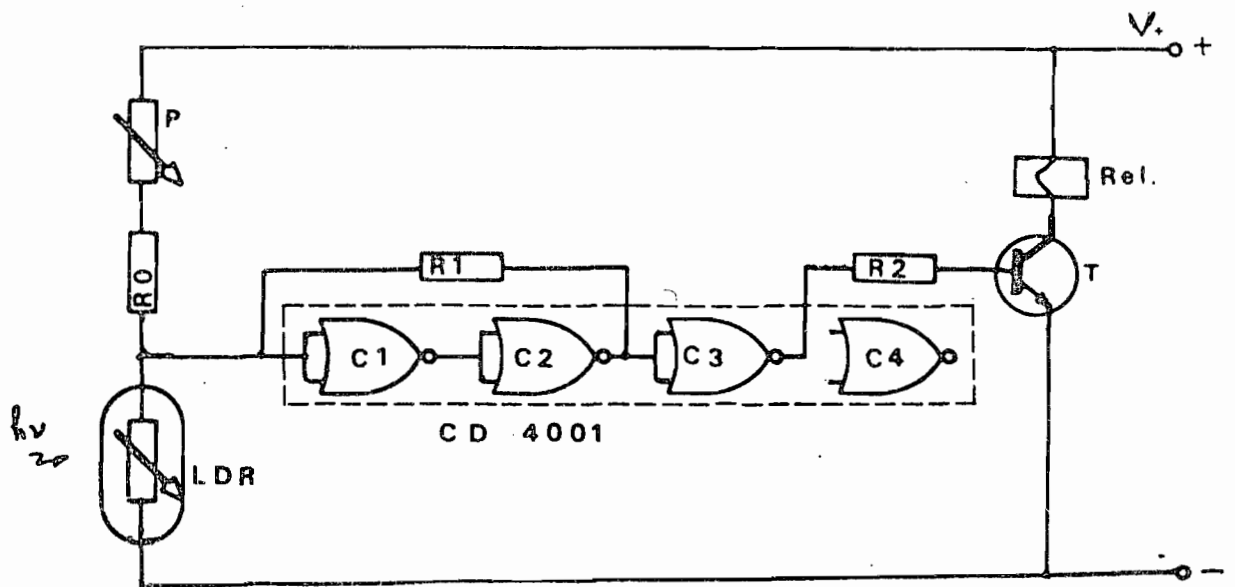 V+ +
P
Rel.
R0
R1
R2
T
C1 C2 C3 C4
CD 4001
hν
LDR
−